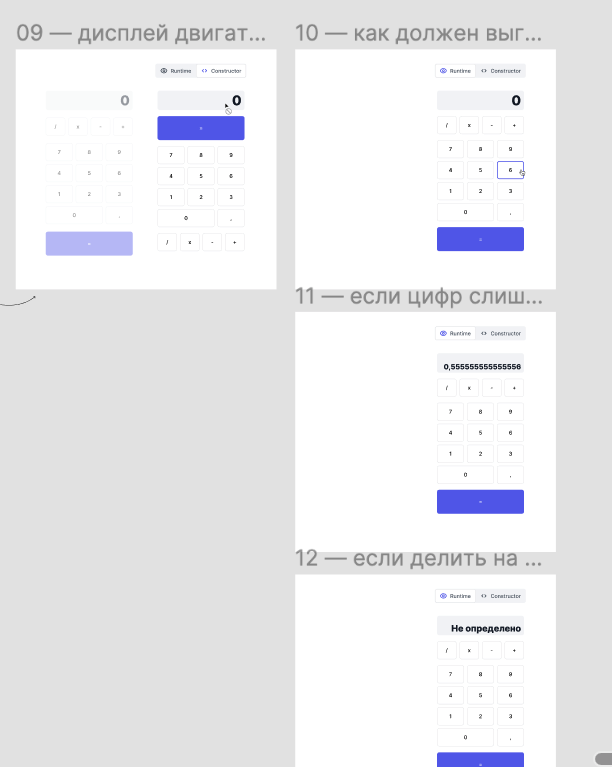 09 — дисплей двигат...
Runtime
Constructor
0
/ x - +
7 8 9
4 5 6
1 2 3
0 ,
=
0
=
7 8 9
4 5 6
1 2 3
0 ,
/ x - +
10 — как должен выг...
Runtime
Constructor
0
/ x - +
7 8 9
4 5 6
1 2 3
0 ,
=
11 — если цифр слиш...
Runtime
Constructor
0,555555555555556
/ x - +
7 8 9
4 5 6
1 2 3
0 ,
=
12 — если делить на ...
Runtime
Constructor
Не определено
/ x - +
7 8 9
4 5 6
1 2 3
0 ,
=